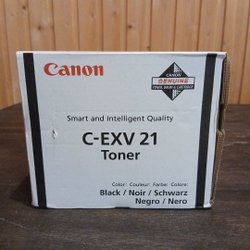 Canon
CANON
GENUINE
Smart and Intelligent Quality
C-EXV 21
Toner
Color: Couleur: Farbe: Colore:
Black / Noir / Schwarz
Negro / Nero